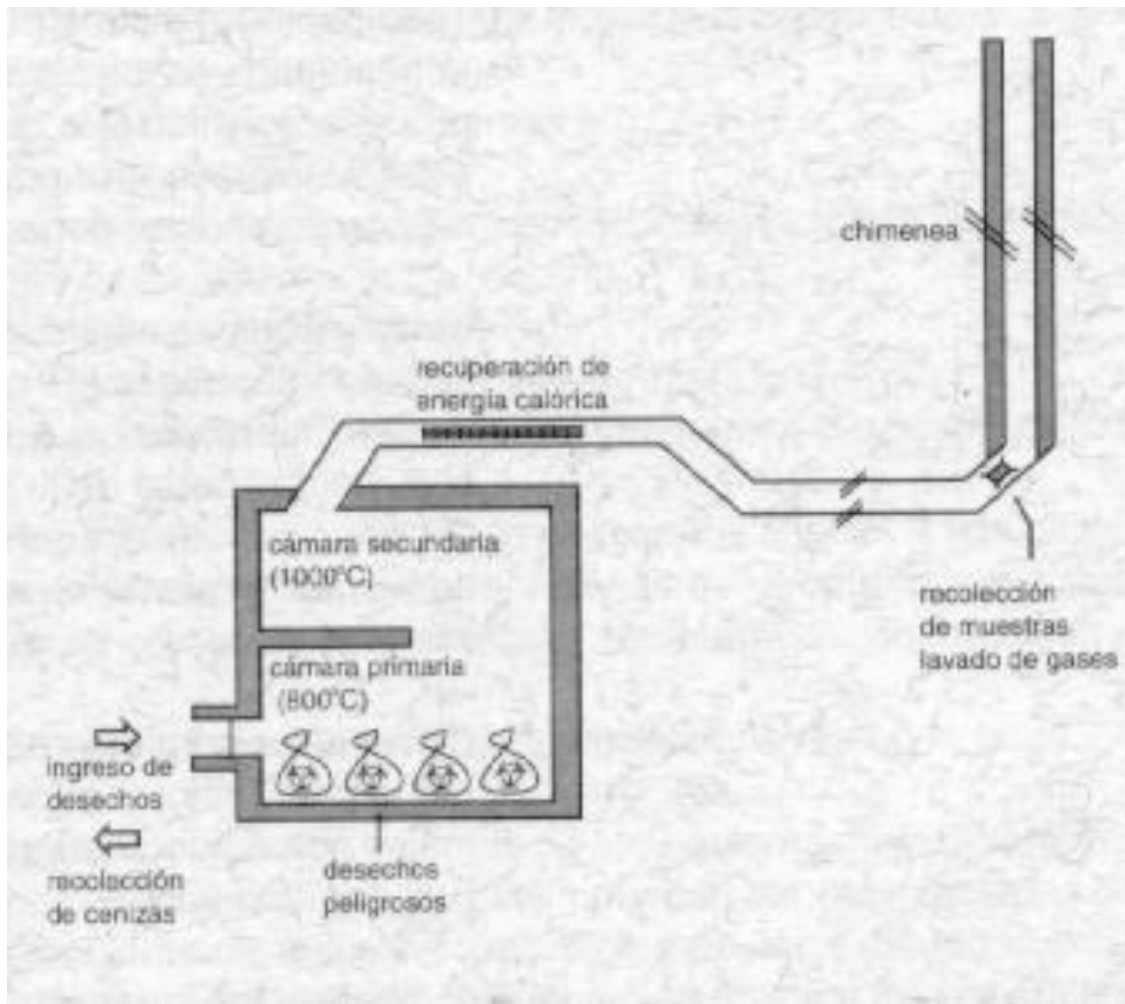 chimenea
recuperación de
energía calórica
cámara secundaria
(1000°C)
cámara primaria
(800°C)
recolección
de muestras
lavado de gases
ingreso de
desechos
recolección
de cenizas
desechos
peligrosos